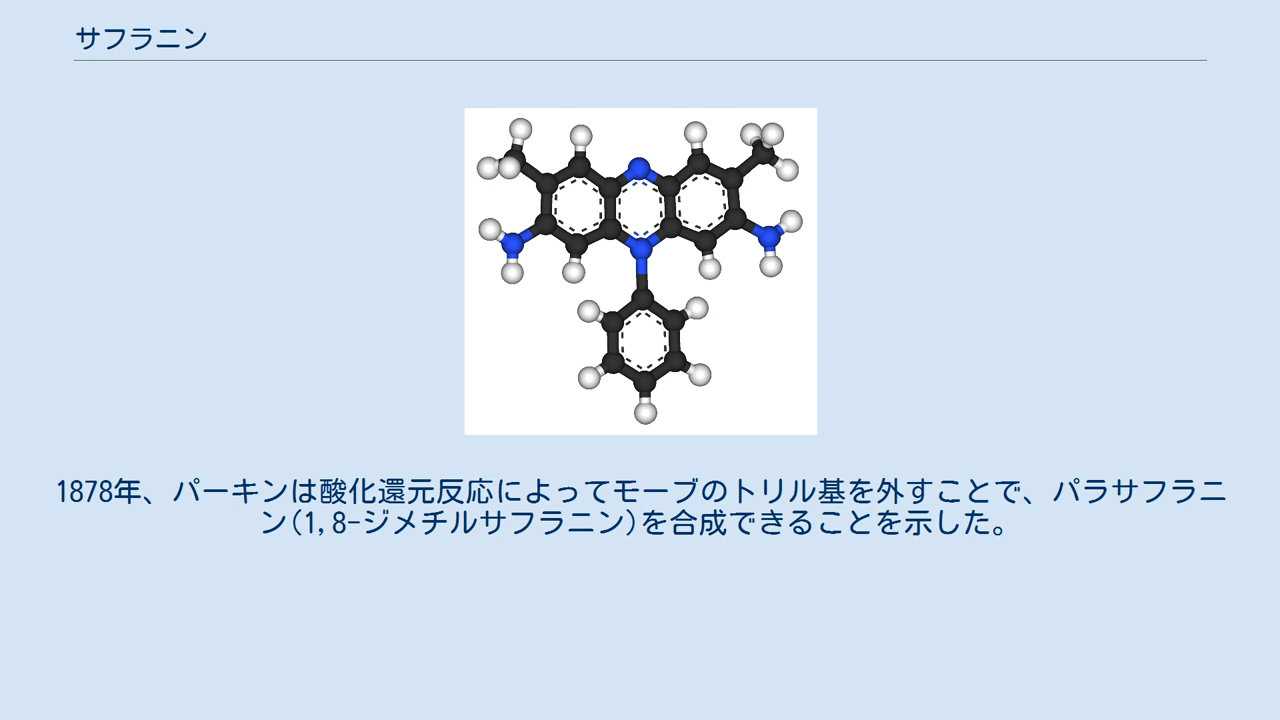 サフラニン
1878年、パーキンは酸化還元反応によってモーブのトリル基を外すことで、パラサフラニ
ン(1,8-ジメチルサフラニン)を合成できることを示した。